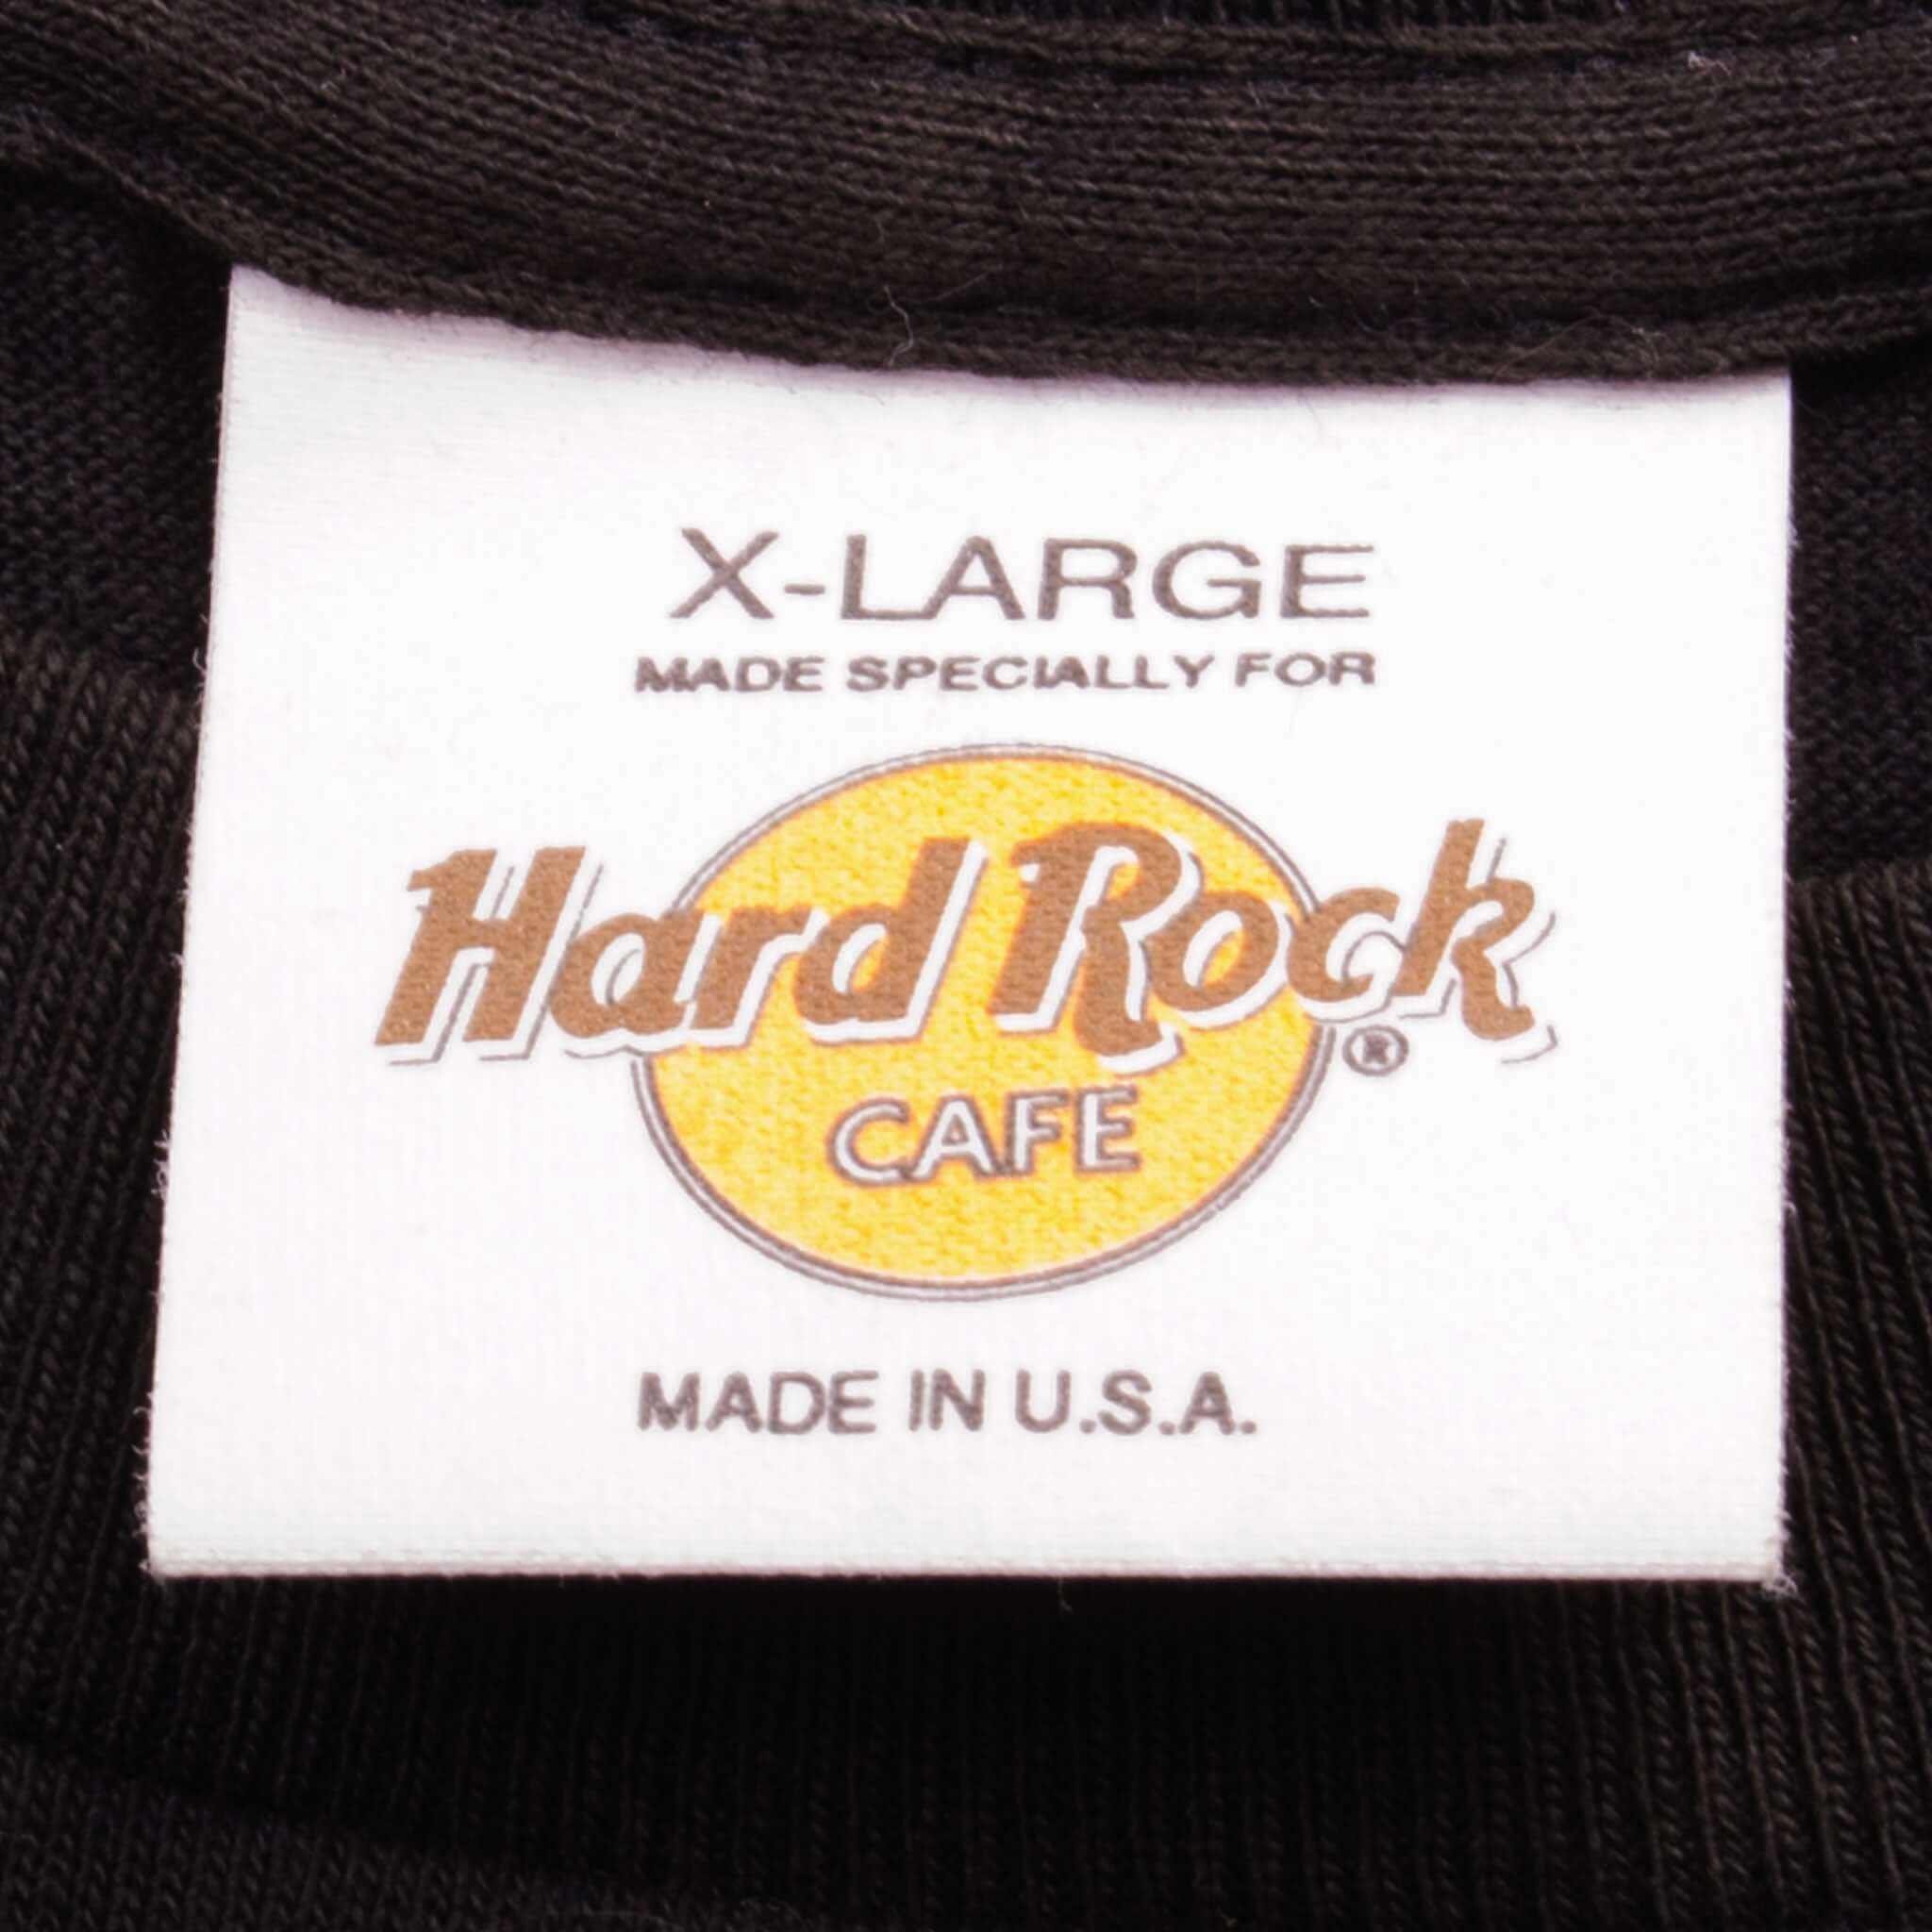 X-LARGE
MADE SPECIALLY FOR
Hard Rock
®
CAFE
MADE IN U.S.A.